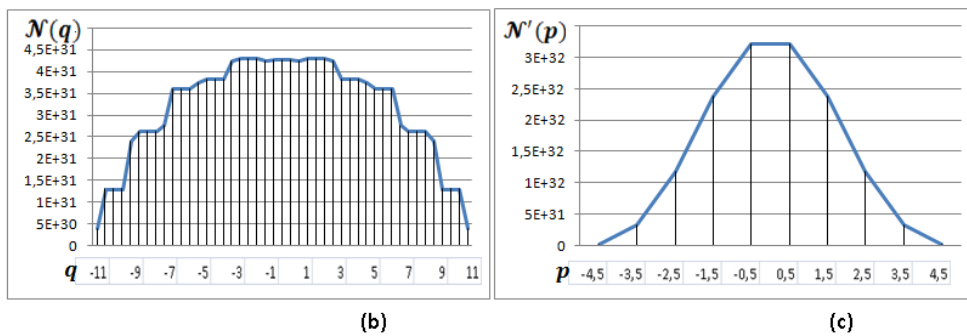 𝒩(q)
4,5E+31
4E+31
3,5E+31
3E+31
2,5E+31
2E+31
1,5E+31
1E+31
5E+30
0
q -11 -9 -7 -5 -3 -1 1 3 5 7 9 11
(b)
𝒩'(p)
3E+32
2,5E+32
2E+32
1,5E+32
1E+32
5E+31
0
p -4,5 -3,5 -2,5 -1,5 -0,5 0,5 1,5 2,5 3,5 4,5
(c)